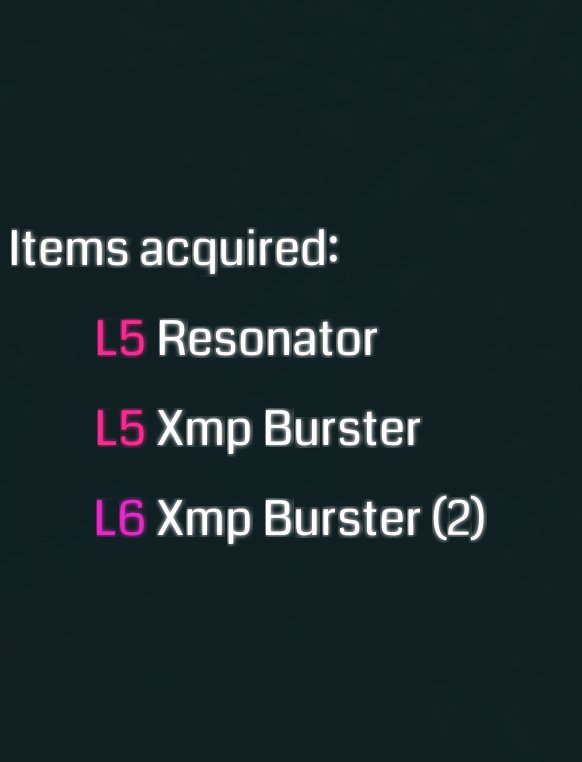 Items acquired:
L5 Resonator
L5 Xmp Burster
L6 Xmp Burster (2)